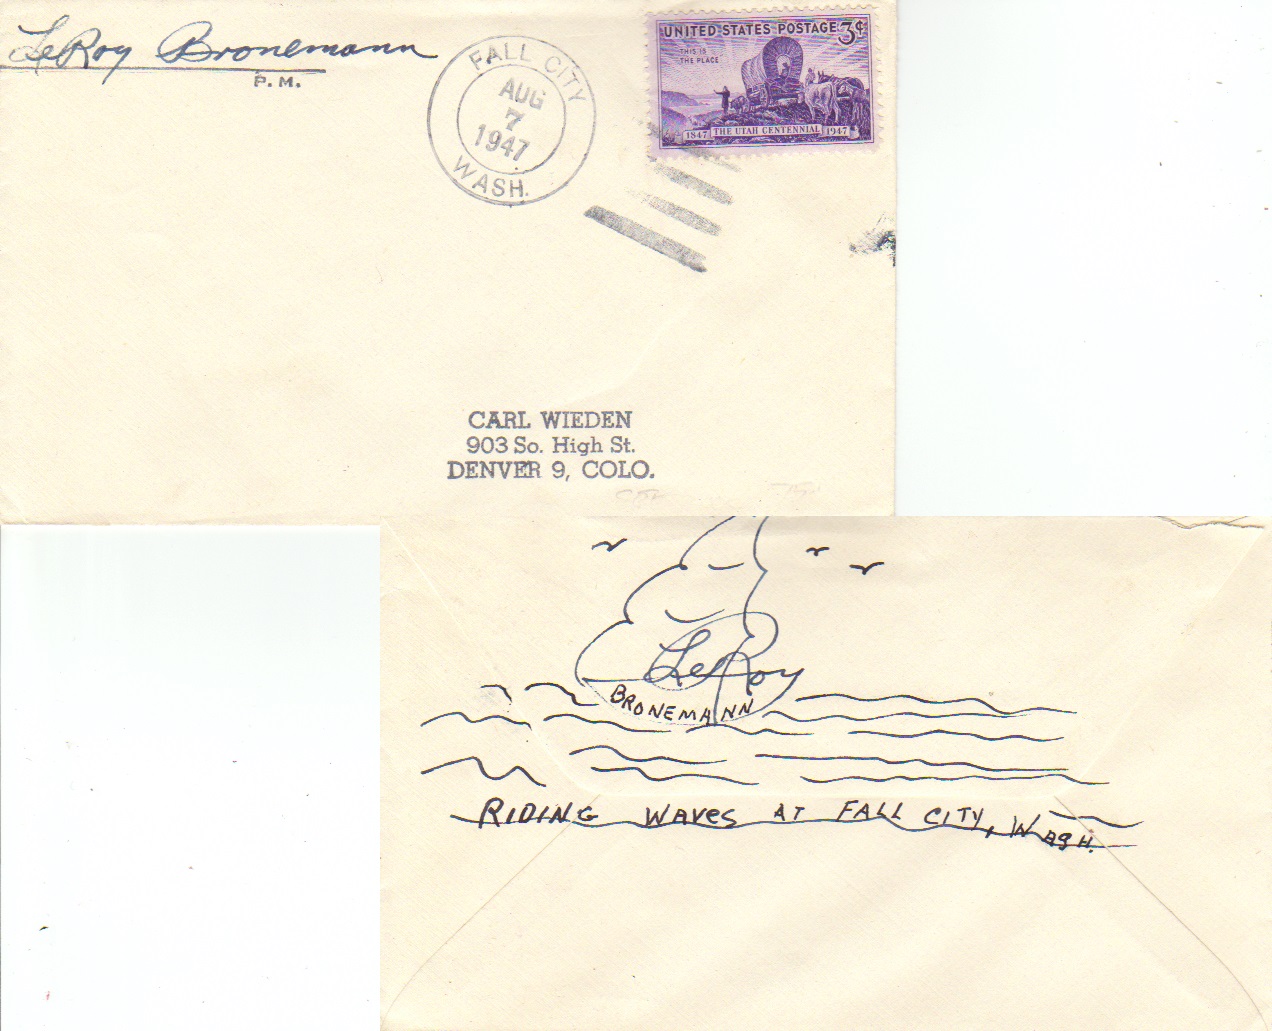 LeRoy Bronemann
P. M.
FALL CITY
AUG
7
1947
WASH.
UNITED STATES POSTAGE 3¢
THIS IS
THE PLACE
1847 THE UTAH CENTENNIAL 1947
CARL WIEDEN
903 So. High St.
DENVER 9, COLO.
LeRoy
BRONEMANN
RIDING WAVES AT FALL CITY, WASH.